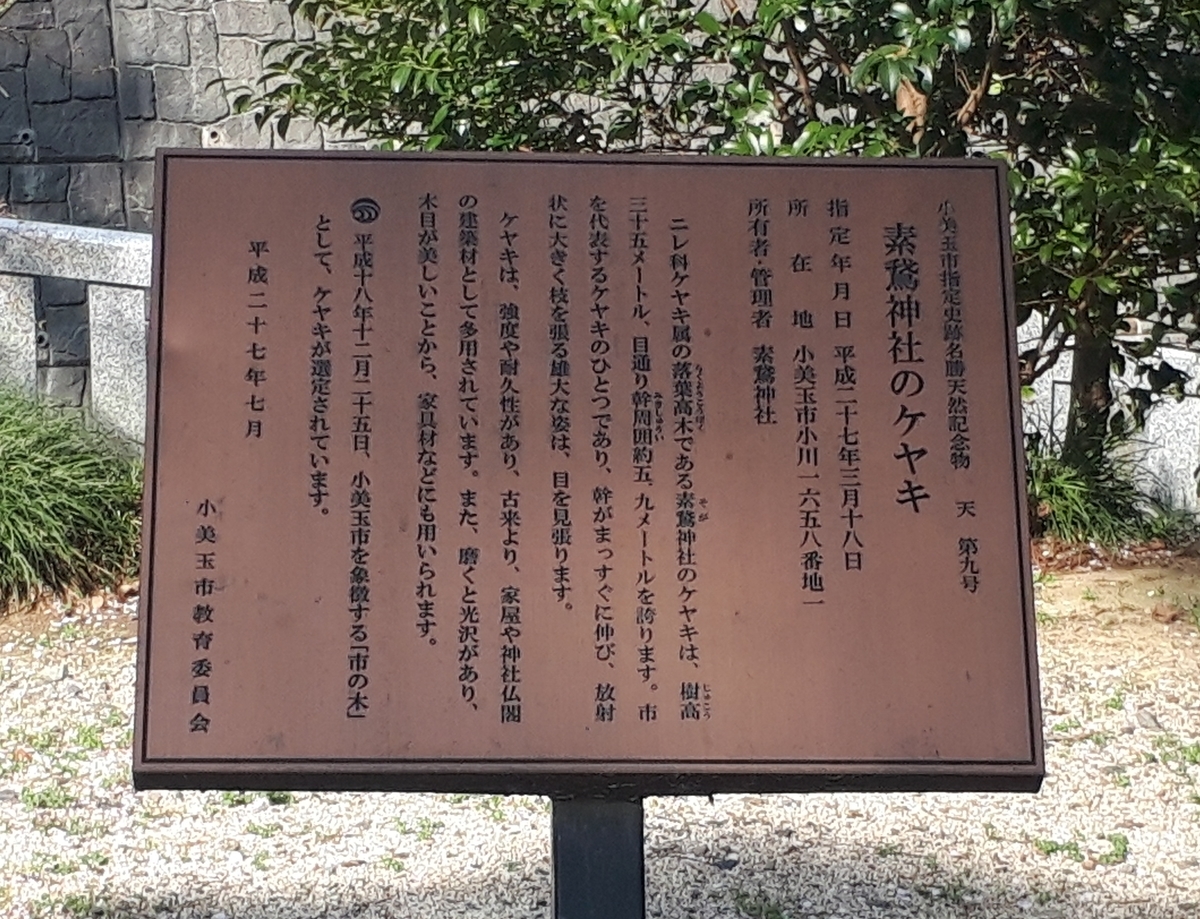 小美玉市指定史跡名勝天然記念物　天　第九号
素鵞神社のケヤキ
指定年月日　平成二十七年三月十八日
所在地　小美玉市小川一六五八番地一
所有者・管理者　素鵞神社
ニレ科ケヤキ属の落葉高木である素鵞神社のケヤキは、樹高
三十五メートル、目通り幹周囲約五.九メートルを誇ります。市
を代表するケヤキのひとつであり、幹がまっすぐに伸び、放射
状に大きく枝を張る雄大な姿は、目を見張ります。
ケヤキは、強度や耐久性があり、古来より、家屋や神社仏閣
の建築材として多用されています。また、磨くと光沢があり、
木目が美しいことから、家具材などにも用いられます。
平成十八年十二月二十五日、小美玉市を象徴する「市の木」
として、ケヤキが選定されています。
平成二十七年七月
小美玉市教育委員会